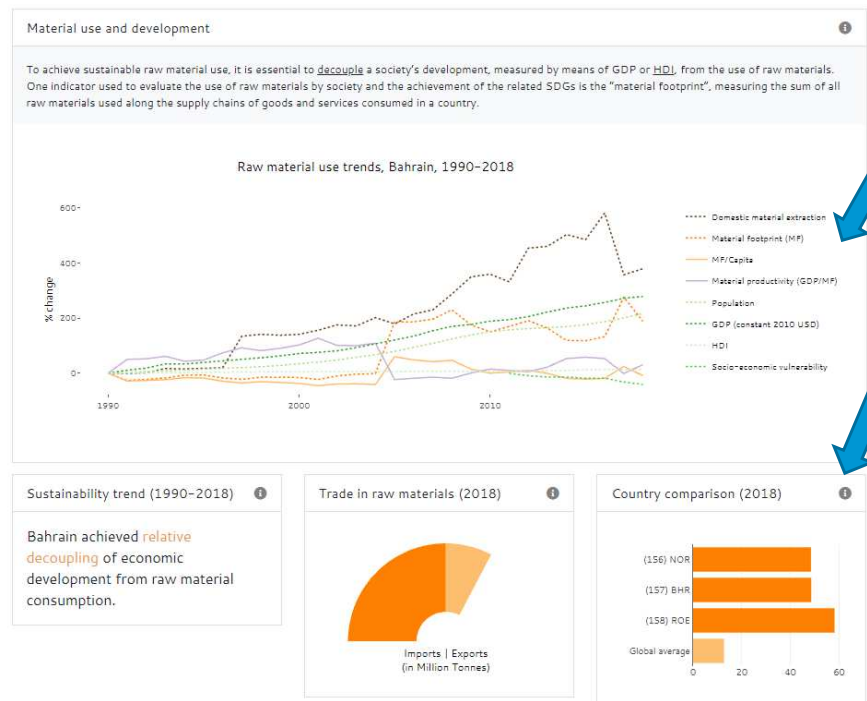 Material use and development
To achieve sustainable raw material use, it is essential to decouple a society's development, measured by means of GDP or HDI, from the use of raw materials.
One indicator used to evaluate the use of raw materials by society and the achievement of the related SDGs is the "material footprint", measuring the sum of all
raw materials used along the supply chains of goods and services consumed in a country.
Raw material use trends, Bahrain, 1990-2018
600-
400-
200-
0-
% change
1990
2000
2010
Domestic material extraction
Material footprint (MF)
MF/Capita
Material productivity (GDP/MF)
Population
GDP (constant 2010 USD)
HDI
Socio-economic vulnerability
Sustainability trend (1990-2018)
Bahrain achieved relative
decoupling of economic
development from raw material
consumption.
Trade in raw materials (2018)
Imports | Exports
(in Million Tonnes)
Country comparison (2018)
(156) NOR
(157) BHR
(158) ROE
Global average
0 20 40 60